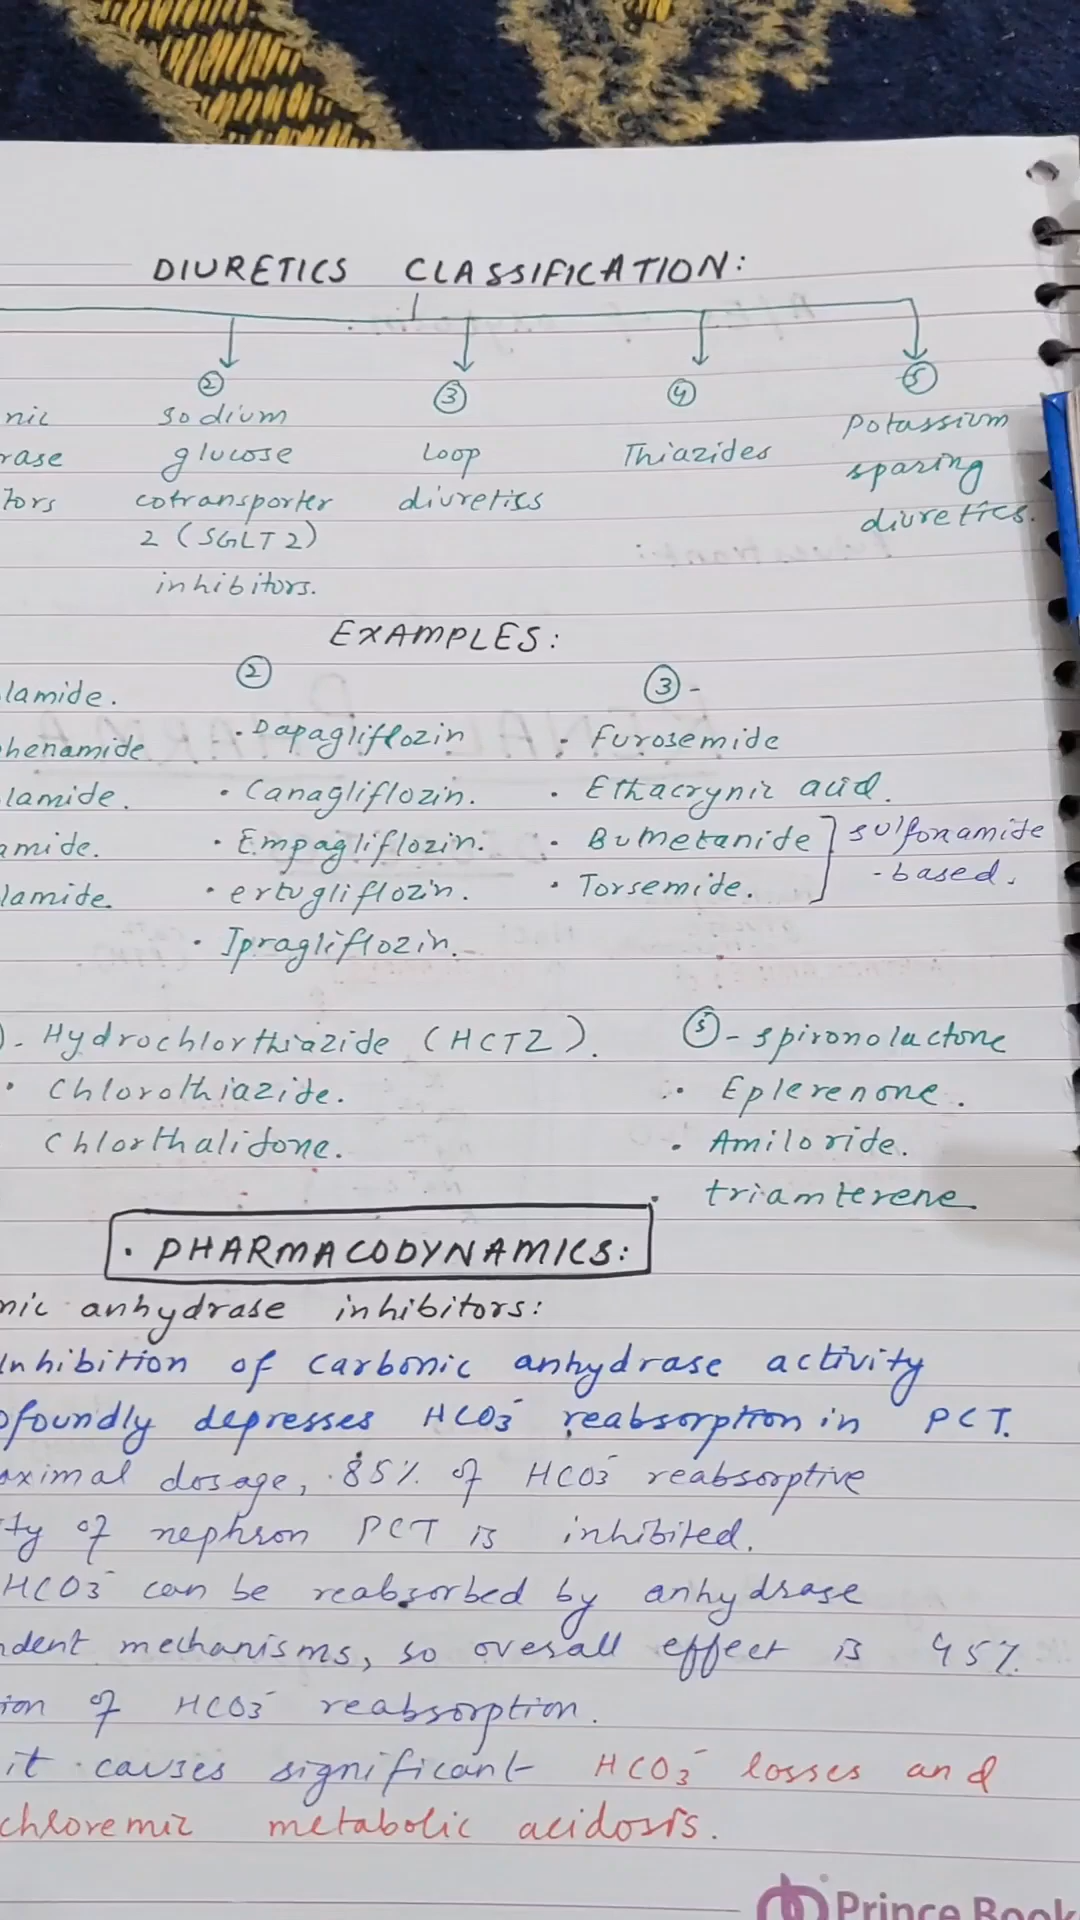 DIURETICS CLASSIFICATION:
② ③ ④ ⑤
nic sodium Loop Thiazides Potassium
rase glucose diuretics sparing
tors cotransporter diuretics.
2 (SGLT2)
inhibitors.
EXAMPLES:
② ③ -
lamide.
henamide · Dapagliflozin · Furosemide
lamide. · Canagliflozin. · Ethacrynic acid.
amide. · Empagliflozin. · Bumetanide ] sulfonamide
lamide. · ertugliflozin. · Torsemide. -based.
· Ipragliflozin.
). Hydrochlorthiazide (HCTZ). ⑤ - spironolactone
· Chlorothiazide. · Eplerenone.
Chlorthalidone. · Amiloride.
· triamterene.
· PHARMACODYNAMICS:
nic anhydrase inhibitors:
Inhibition of carbonic anhydrase activity
ofoundly depresses HCO3⁻ reabsorption in PCT.
aximal dosage, 85% of HCO3⁻ reabsorptive
ty of nephron PCT is inhibited.
HCO3⁻ can be reabsorbed by anhydrase
ndent mechanisms, so overall effect is 45%
ion of HCO3⁻ reabsorption.
it causes significant HCO3⁻ losses and
chloremic metabolic acidosis.
Prince Book